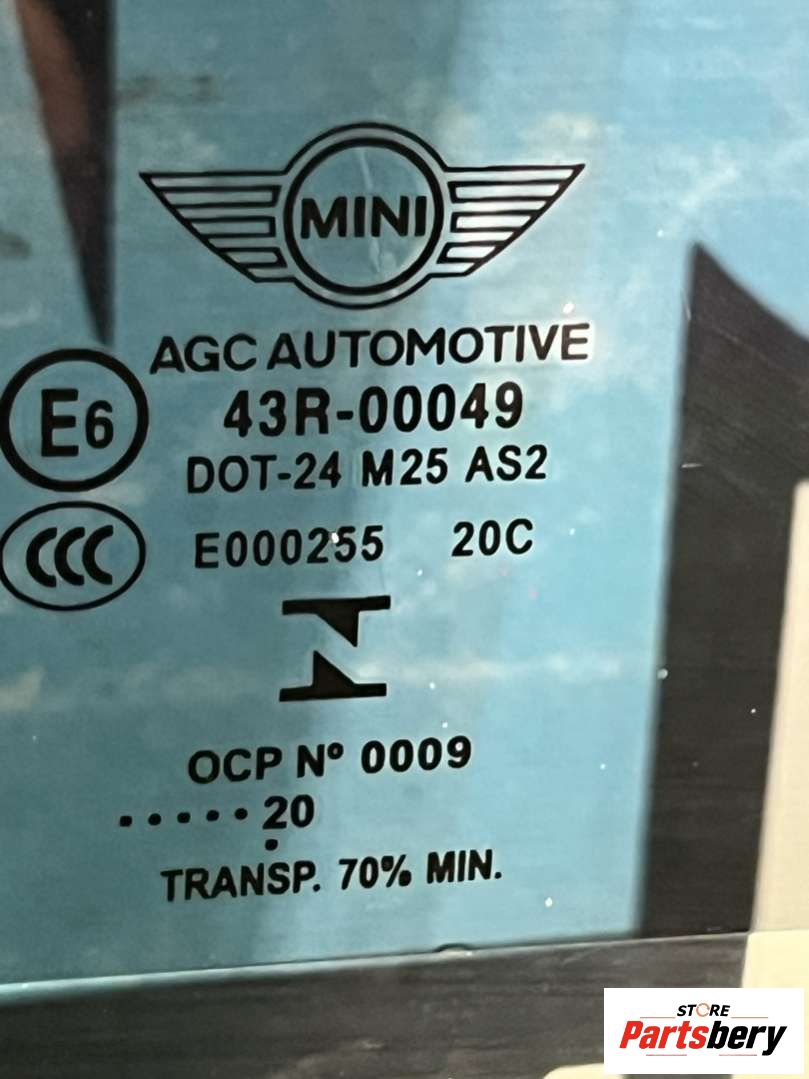 MINI
AGC AUTOMOTIVE
E6
43R-00049
DOT-24 M25 AS2
CCC
E000255 20C
OCP Nº 0009
.....20
.
TRANSP. 70% MIN.
STORE
Partsbery